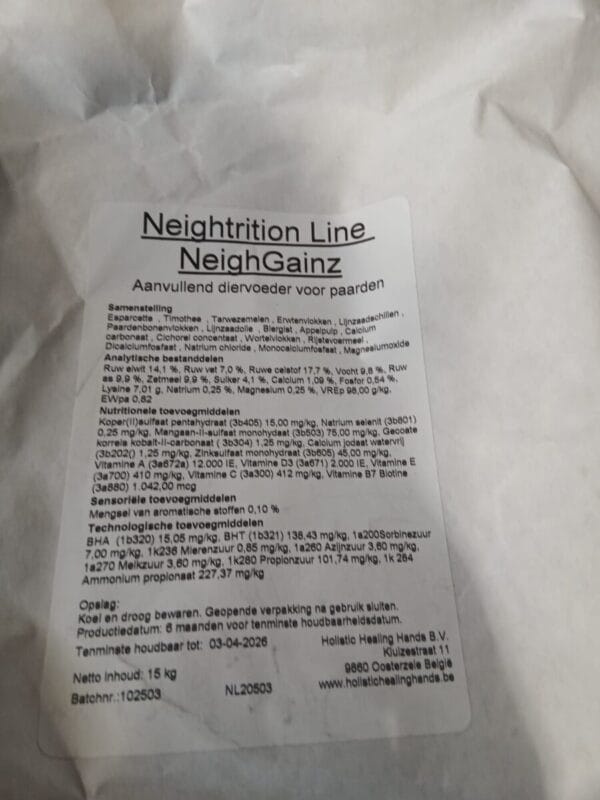 Neightrition Line
NeighGainz
Aanvullend diervoeder voor paarden
Samenstelling
Esparcette , Timothee , Tarwezemelen , Erwtenvlokken , Lijnzaadschilfen ,
Paardenbonenvlokken , Lijnzaadolie , Biergist , Appelpulp , Calcium
carbonaat , Cichorei concentaat , Wortelvlokken , Rijstevoermeel ,
Dicalciumfosfaat , Natrium chloride , Monocalciumfosfaat , Magnesiumoxide
Analytische bestanddelen
Ruw eiwit 14,1 %, Ruw vet 7,0 %, Ruwe celstof 17,7 %, Vocht 9,8 %, Ruw
as 9,9 %, Zetmeel 9,9 %, Suiker 4,1 %, Calcium 1,09 %, Fosfor 0,54 %,
Lysine 7,01 g, Natrium 0,25 %, Magnesium 0,25 %, VREp 98,00 g/kg,
EWpa 0,82
Nutritionele toevoegmiddelen
Koper(II)sulfaat pentahydraat (3b405) 15,00 mg/kg, Natrium selenit (3b801)
0,25 mg/kg, Mangaan-II-sulfaat monohydaat (3b503) 75,00 mg/kg, Gecoate
korrels kobalt-II-carbonaat ( 3b304) 1,25 mg/kg, Calcium jodaat watervrij
(3b202() 1,25 mg/kg, Zinksulfaat monohydraat (3b605) 45,00 mg/kg,
Vitamine A (3a672a) 12.000 IE, Vitamine D3 (3a671) 2.000 IE, Vitamine E
(3a700) 410 mg/kg, Vitamine C (3a300) 412 mg/kg, Vitamine B7 Biotine
(3a880) 1.042,00 mcg
Sensoriële toevoegmiddelen
Mengsel van aromatische stoffen 0,10 %
Technologische toevoegmiddelen
BHA (1b320) 15,05 mg/kg, BHT (1b321) 138,43 mg/kg, 1a200Sorbinezuur
7,00 mg/kg, 1k236 Mierenzuur 0,85 mg/kg, 1a260 Azijnzuur 3,60 mg/kg,
1a270 Melkzuur 3,60 mg/kg, 1k280 Propionzuur 101,74 mg/kg, 1k 284
Ammonium propionaat 227,37 mg/kg
Opslag:
Koel en droog bewaren. Geopende verpakking na gebruik sluiten.
Productiedatum: 6 maanden voor tenminste houdbaarheidsdatum.
Tenminste houdbaar tot: 03-04-2026
Holistic Healing Hands B.V.
Kluizestraat 11
9860 Oosterzele België
www.holistichealinghands.be
Netto inhoud: 15 kg
Batchnr.:102503
NL20503